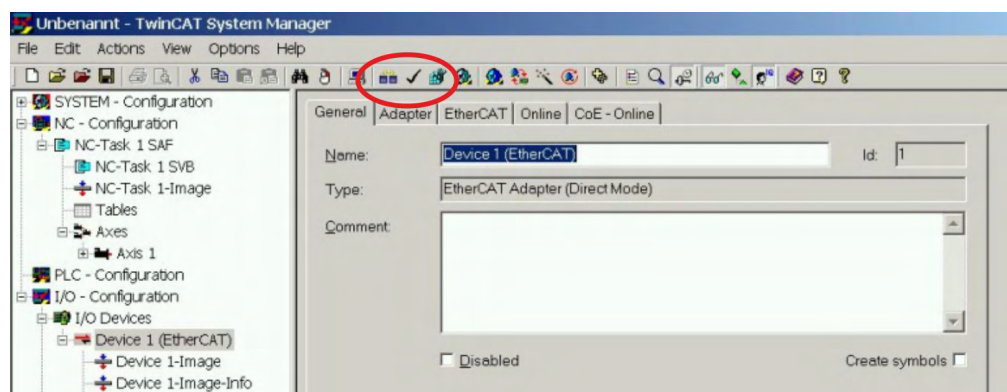 Unbenannt - TwinCAT System Manager
File Edit Actions View Options Help
SYSTEM - Configuration
NC - Configuration
NC-Task 1 SAF
NC-Task 1 SVB
NC-Task 1-Image
Tables
Axes
Axis 1
PLC - Configuration
I/O - Configuration
I/O Devices
Device 1 (EtherCAT)
Device 1-Image
Device 1-Image-Info
General Adapter EtherCAT Online CoE - Online
Name: Device 1 (EtherCAT) Id: 1
Type: EtherCAT Adapter (Direct Mode)
Comment:
Disabled Create symbols